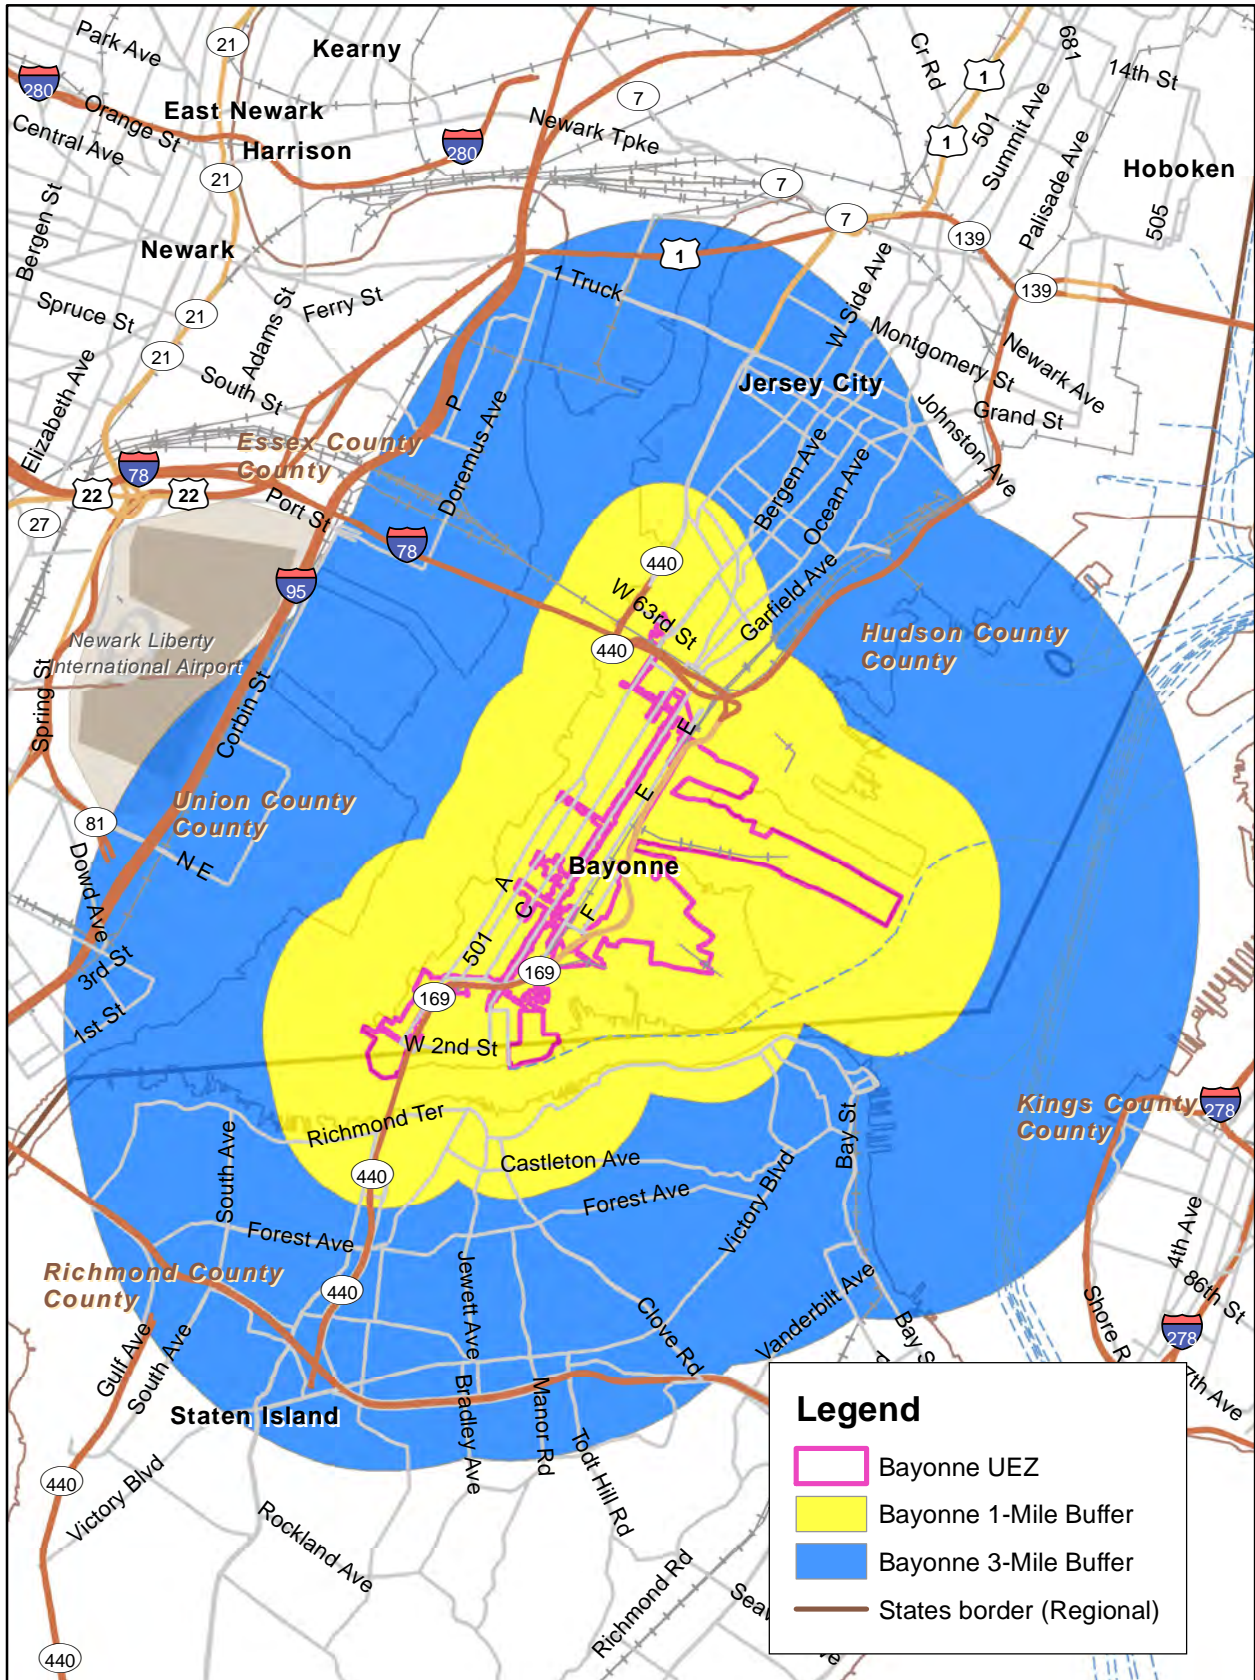 Park Ave
21
Kearny
Cr Rd
681
1
14th St
280
Orange St
East Newark
7
Newark Tpke
Summit Ave
501
Central Ave
Harrison
280
1
Palisade Ave
Hoboken
21
7
Bergen St
Newark
7
139
505
1
W Side Ave
1 Truck
139
Spruce St
21
Adams St
Ferry St
Montgomery St
Newark Ave
21
South St
Jersey City
Elizabeth Ave
P
Johnston Ave
Grand St
Essex County
County
Doremus Ave
Bergen Ave
Ocean Ave
78
22
22
Port St
27
78
440
95
W 63rd St
Garfield Ave
Newark Liberty
International Airport
440
Hudson County
County
Spring St
Corbin St
E
E
Union County
County
81
N E
Dowd Ave
Bayonne
A
C
F
3rd St
501
169
169
1st St
W 2nd St
Kings County
County
278
Richmond Ter
South Ave
Bay St
440
Castleton Ave
Forest Ave
Victory Blvd
Forest Ave
4th Ave
86th St
Richmond County
County
440
Jewett Ave
Clove Rd
Vanderbilt Ave
Bay S
Shore R
278
Gulf Ave
South Ave
7th Ave
Staten Island
Bradley Ave
Manor Rd
Todt Hill Rd
440
Victory Blvd
Rockland Ave
Richmond Rd
Sea
440
Legend
Bayonne UEZ
Bayonne 1-Mile Buffer
Bayonne 3-Mile Buffer
States border (Regional)